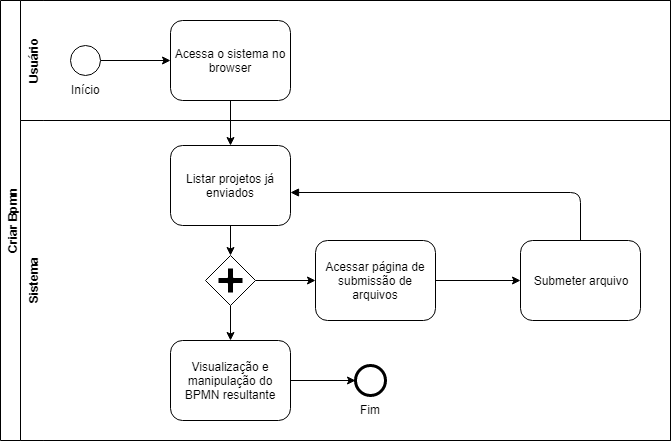 Criar Bpmn
Usuário
Início
Acessa o sistema no
browser
Sistema
Listar projetos já
enviados
Acessar página de
submissão de
arquivos
Submeter arquivo
Visualização e
manipulação do
BPMN resultante
Fim